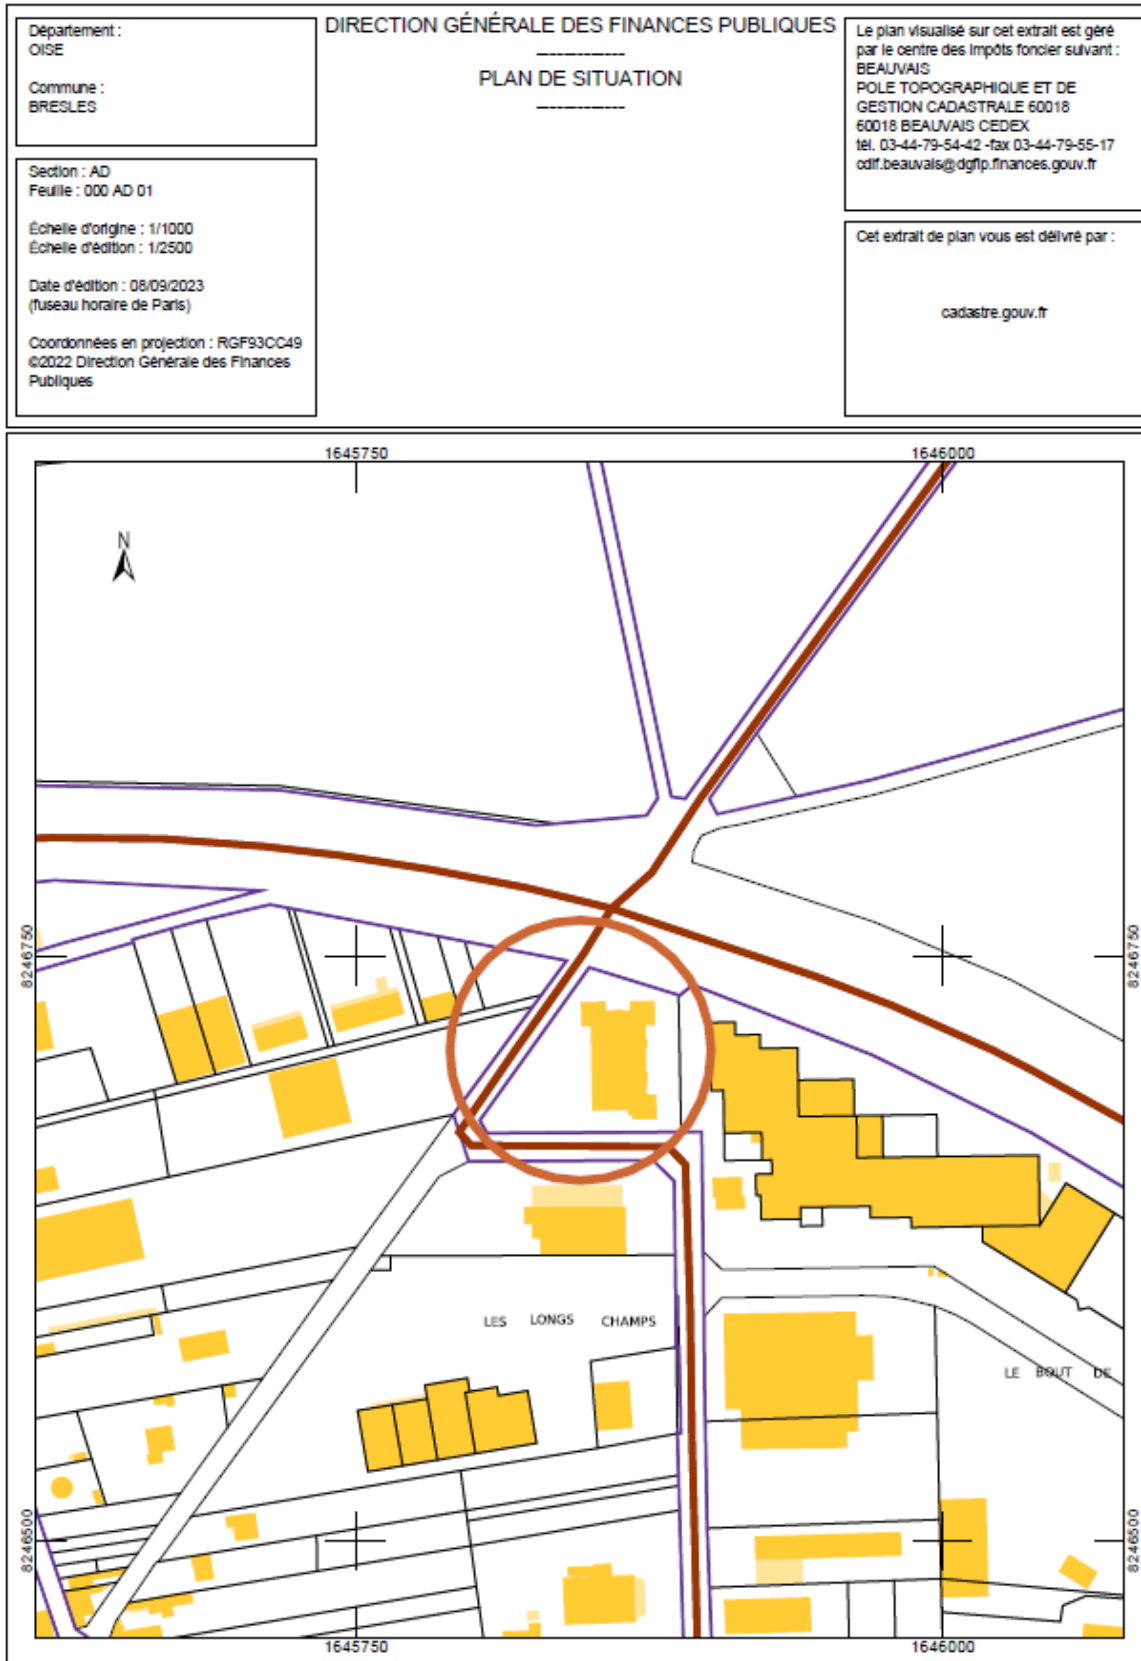 Département :
OISE
Commune :
BRESLES
Section : AD
Feuille : 000 AD 01
Échelle d'origine : 1/1000
Échelle d'édition : 1/2500
Date d'édition : 08/09/2023
(fuseau horaire de Paris)
Coordonnées en projection : RGF93CC49
©2022 Direction Générale des Finances
Publiques
DIRECTION GÉNÉRALE DES FINANCES PUBLIQUES
-------------
PLAN DE SITUATION
-------------
Le plan visualisé sur cet extrait est géré
par le centre des impôts foncier suivant :
BEAUVAIS
POLE TOPOGRAPHIQUE ET DE
GESTION CADASTRALE 60018
60018 BEAUVAIS CEDEX
tél. 03-44-79-54-42 -fax 03-44-79-55-17
cdif.beauvais@dgfip.finances.gouv.fr
Cet extrait de plan vous est délivré par :
cadastre.gouv.fr
1645750
1646000
N
8246750
8246750
LES LONGS CHAMPS
LE BOUT DE
8246500
8246500
1645750
1646000